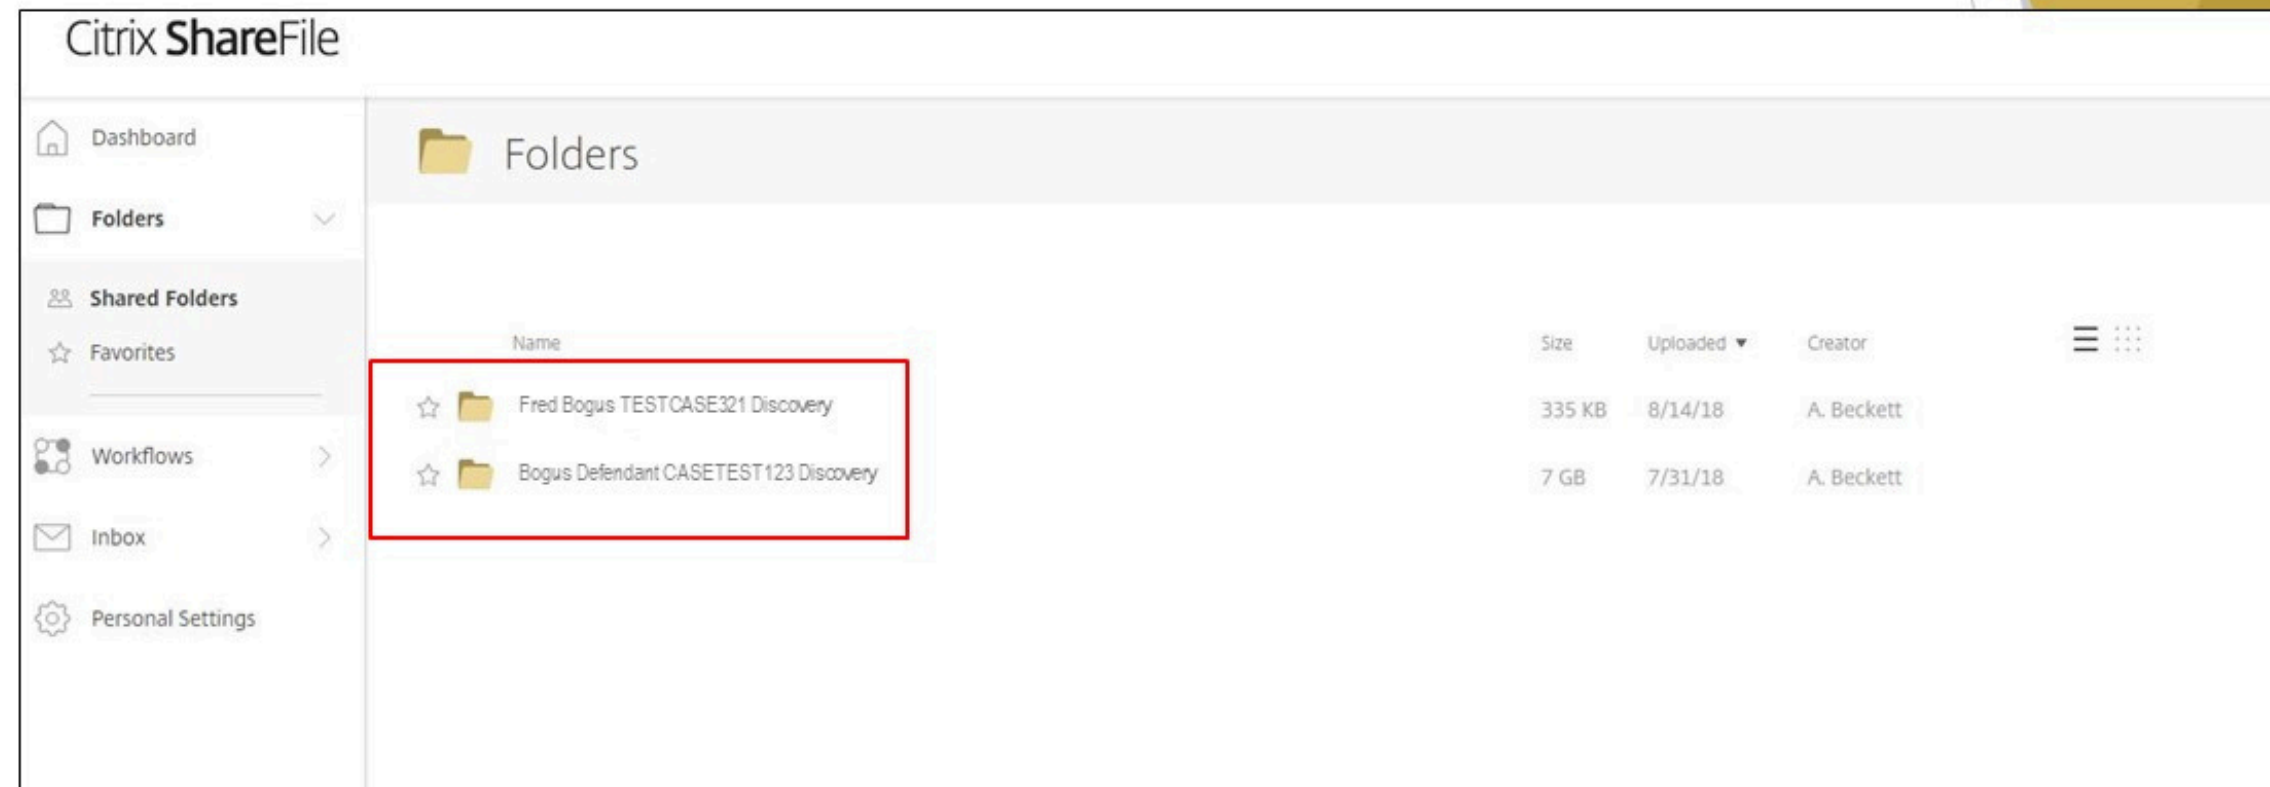 Citrix ShareFile
Dashboard
Folders
Shared Folders
Favorites
Workflows
Inbox
Personal Settings
Folders
Name Size Uploaded ▼ Creator
Fred Bogus TESTCASE321 Discovery 335 KB 8/14/18 A. Beckett
Bogus Defendant CASETEST123 Discovery 7 GB 7/31/18 A. Beckett